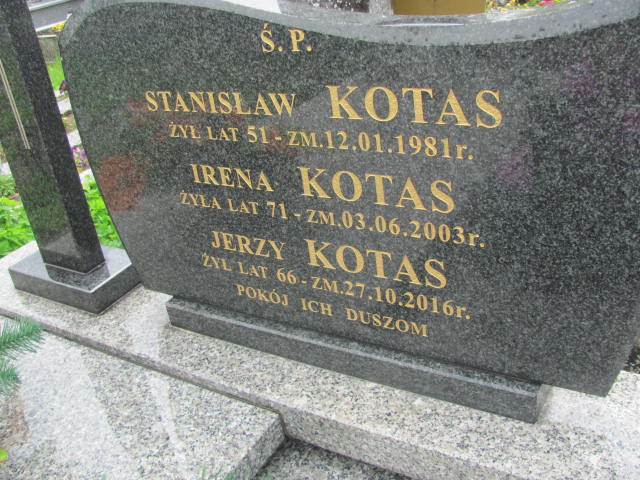 Ś.P.
STANISŁAW KOTAS
ŻYŁ LAT 51 - ZM.12.01.1981r.
IRENA KOTAS
ŻYŁA LAT 71 - ZM.03.06.2003r.
JERZY KOTAS
ŻYŁ LAT 66 - ZM.27.10.2016r.
POKÓJ ICH DUSZOM